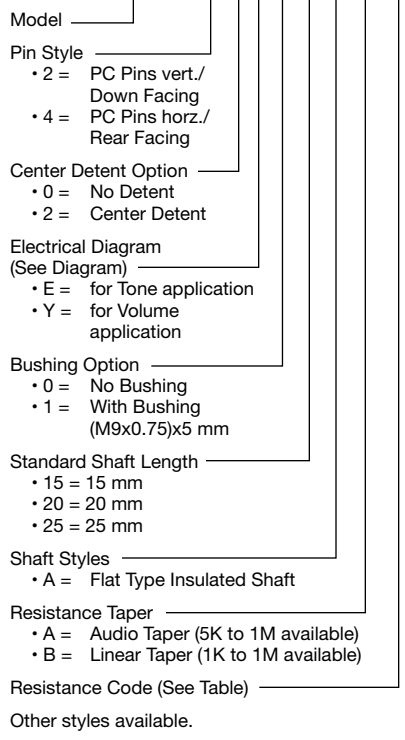 Model
Pin Style
• 2 = PC Pins vert./
Down Facing
• 4 = PC Pins horz./
Rear Facing
Center Detent Option
• 0 = No Detent
• 2 = Center Detent
Electrical Diagram
(See Diagram)
• E = for Tone application
• Y = for Volume
application
Bushing Option
• 0 = No Bushing
• 1 = With Bushing
(M9x0.75)x5 mm
Standard Shaft Length
• 15 = 15 mm
• 20 = 20 mm
• 25 = 25 mm
Shaft Styles
• A = Flat Type Insulated Shaft
Resistance Taper
• A = Audio Taper (5K to 1M available)
• B = Linear Taper (1K to 1M available)
Resistance Code (See Table)
Other styles available.